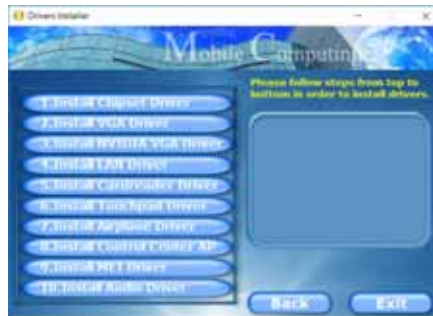 Drivers Installer
Mobile Computing
Please follow steps from top to
bottom in order to install drivers.
1.Install Chipset Driver
2.Install VGA Driver
3.Install NVIDIA VGA Driver
4.Install LAN Driver
5.Install Cardreader Driver
6.Install Touchpad Driver
7.Install Airplane Driver
8.Install Control Center AP
9.Install MET Driver
10.Install Audio Driver
Back
Exit